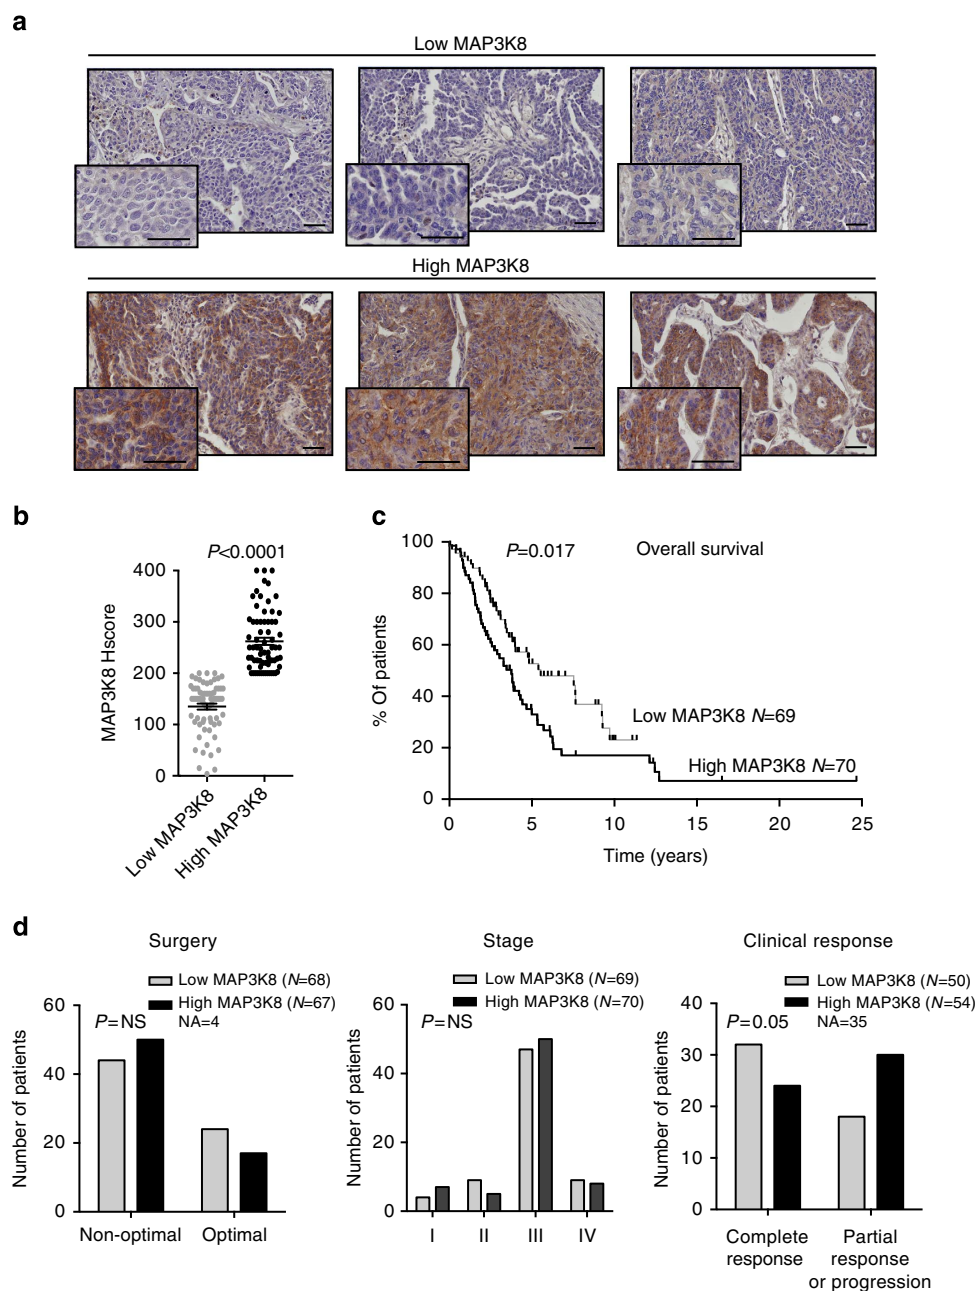 a
Low MAP3K8
High MAP3K8
b
P<0.0001
MAP3K8 Hscore
400
300
200
100
0
Low MAP3K8
High MAP3K8
c
P=0.017
Overall survival
% Of patients
100
80
60
40
20
0
Low MAP3K8 N=69
High MAP3K8 N=70
0 5 10 15 20 25
Time (years)
d
Surgery
Low MAP3K8 (N=68)
High MAP3K8 (N=67)
NA=4
P=NS
Number of patients
60
40
20
0
Non-optimal Optimal
Stage
Low MAP3K8 (N=69)
High MAP3K8 (N=70)
P=NS
Number of patients
60
40
20
0
I II III IV
Clinical response
Low MAP3K8 (N=50)
High MAP3K8 (N=54)
NA=35
P=0.05
Number of patients
40
30
20
10
0
Complete
response
Partial
response
or progression